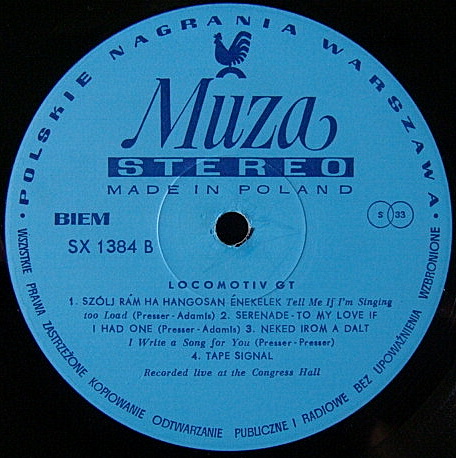 POLSKIE NAGRANIA WARSZAWA
Muza
STEREO
MADE IN POLAND
BIEM
SX 1384 B
S 33
LOCOMOTIV GT
1. SZÓLJ RÁM HA HANGOSAN ÉNEKELEK Tell Me If I'm Singing
too Load (Presser-Adamis) 2. SERENADE-TO MY LOVE IF
I HAD ONE (Presser-Adamis) 3. NEKED IROM A DALT
I Write a Song for You (Presser-Presser)
4. TAPE SIGNAL
Recorded live at the Congress Hall
WSZYSTKIE PRAWA ZASTRZEŻONE KOPIOWANIE ODTWARZANIE PUBLICZNE I RADIOWE BEZ UPOWAŻNIENIA WZBRONIONE